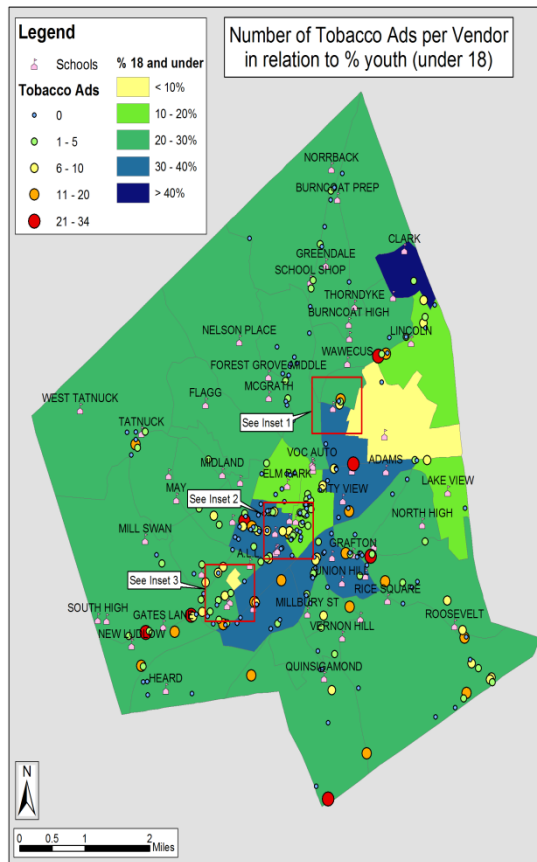 Number of Tobacco Ads per Vendor
in relation to % youth (under 18)
Legend
Schools
Tobacco Ads
0
1 - 5
6 - 10
11 - 20
21 - 34
% 18 and under
< 10%
10 - 20%
20 - 30%
30 - 40%
> 40%
NORRBACK
BURNCOAT PREP
CLARK
GREENDALE
SCHOOL SHOP
THORNDYKE
BURNCOAT HIGH
NELSON PLACE
LINCOLN
WAWECUS
FOREST GROVE MIDDLE
MCGRATH
FLAGG
WEST TATNUCK
See Inset 1
TATNUCK
VOC AUTO
MIDLAND
ELM PARK
ADAMS
MAY
CITY VIEW
LAKE VIEW
See Inset 2
NORTH HIGH
MILL SWAN
GRAFTON
A.L.
See Inset 3
UNION HILL
RICE SQUARE
SOUTH HIGH
GATES LANE
MILLBURY ST
ROOSEVELT
NEW LUDLOW
VERNON HILL
HEARD
QUINSIGAMOND
N
0 0.5 1 2
Miles